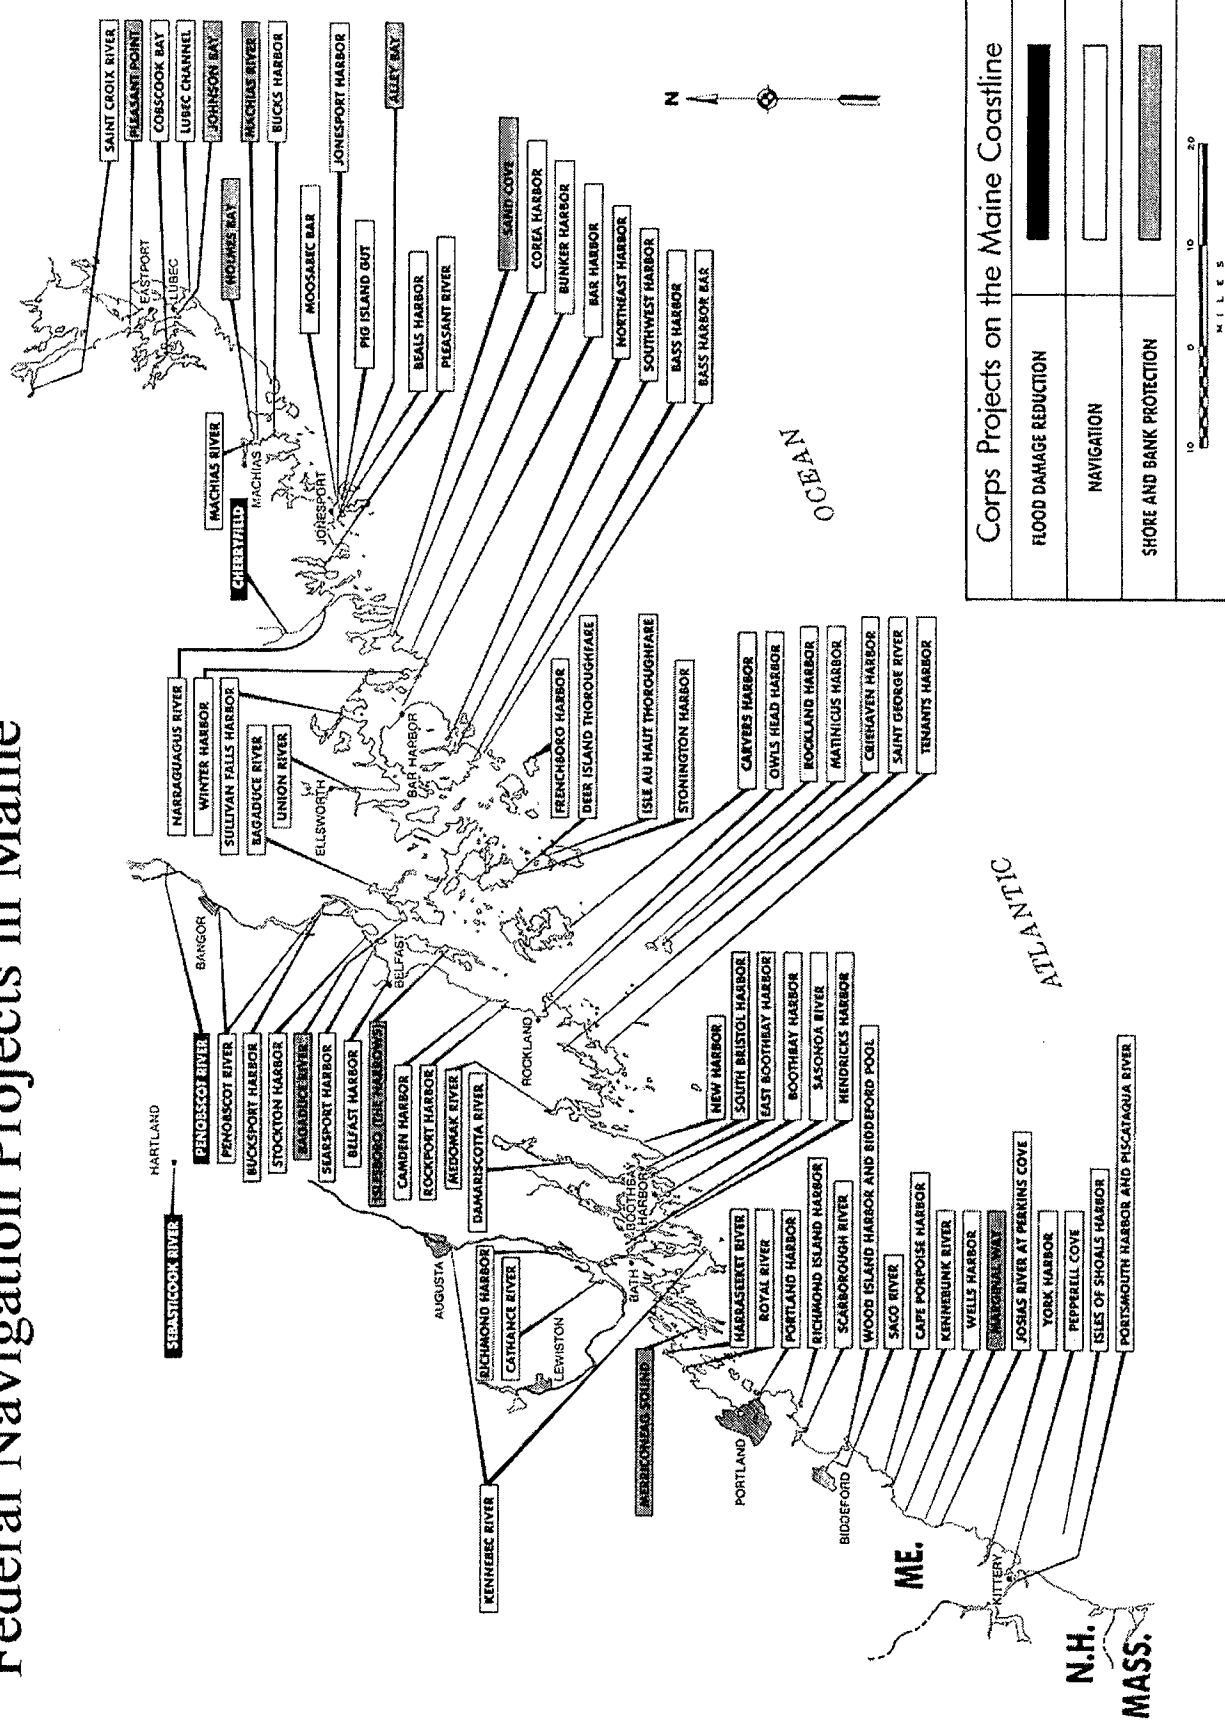 Federal Navigation Projects in Maine
SAINT CROIX RIVER
PLEASANT POINT
COBSCOOK BAY
LUBEC CHANNEL
JOHNSON BAY
MACHIAS RIVER
BUCKS HARBOR
HOLMES BAY
EASTPORT
LUBEC
MOOSABEC BAR
JONESPORT HARBOR
PIG ISLAND GUT
ALLEY BAY
BEALS HARBOR
PLEASANT RIVER
MACHIAS RIVER
MACHIAS
CHERRYFIELD
JONESPORT
SAND COVE
COREA HARBOR
BUNKER HARBOR
BAR HARBOR
NORTHEAST HARBOR
SOUTHWEST HARBOR
BASS HARBOR
BASS HARBOR BAR
N
NARRAGUAGUS RIVER
WINTER HARBOR
SULLIVAN FALLS HARBOR
BAGADUCE RIVER
UNION RIVER
ELLSWORTH
BAR HARBOR
FRENCHBORO HARBOR
DEER ISLAND THOROUGHFARE
ISLE AU HAUT THOROUGHFARE
STONINGTON HARBOR
CARVERS HARBOR
OWLS HEAD HARBOR
ROCKLAND HARBOR
MATINICUS HARBOR
CRIEHAVEN HARBOR
SAINT GEORGE RIVER
TENANTS HARBOR
HARTLAND
SEBASTICOOK RIVER
BANGOR
PENOBSCOT RIVER
PENOBSCOT RIVER
BUCKSPORT HARBOR
STOCKTON HARBOR
BAGADUCE RIVER
SEARSPORT HARBOR
BELFAST HARBOR
ISLESBORO (THE NARROWS)
BELFAST
CAMDEN HARBOR
ROCKPORT HARBOR
MEDOMAK RIVER
DAMARISCOTTA RIVER
ROCKLAND
NEW HARBOR
SOUTH BRISTOL HARBOR
EAST BOOTHBAY HARBOR
BOOTHBAY HARBOR
SASONOA RIVER
HENDRICKS HARBOR
AUGUSTA
RICHMOND HARBOR
CATHANCE RIVER
LEWISTON
KENNEBEC RIVER
BATH
BOOTHBAY
HARBOR
MERRICONEAG SOUND
HARRASEEKET RIVER
ROYAL RIVER
PORTLAND HARBOR
RICHMOND ISLAND HARBOR
SCARBOROUGH RIVER
WOOD ISLAND HARBOR AND BIDDEFORD POOL
SACO RIVER
CAPE PORPOISE HARBOR
KENNEBUNK RIVER
WELLS HARBOR
MARGINAL WAY
JOSIAS RIVER AT PERKINS COVE
YORK HARBOR
PEPPERELL COVE
ISLES OF SHOALS HARBOR
PORTSMOUTH HARBOR AND PISCATAQUA RIVER
PORTLAND
BIDDEFORD
KITTERY
ME.
N.H.
MASS.
ATLANTIC
OCEAN
Corps Projects on the Maine Coastline
FLOOD DAMAGE REDUCTION
NAVIGATION
SHORE AND BANK PROTECTION
10 0 10 20
MILES